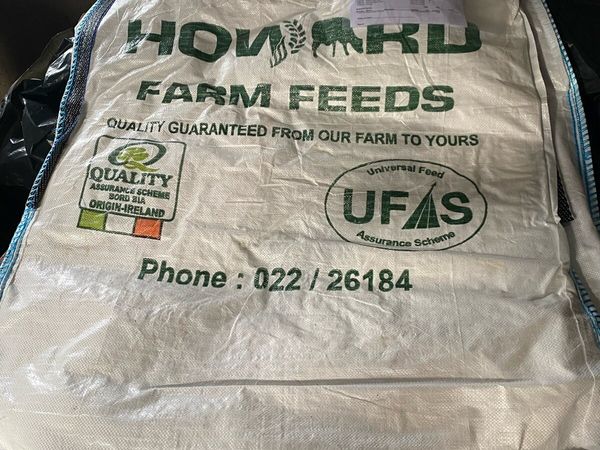 HOWARD
FARM FEEDS
QUALITY GUARANTEED FROM OUR FARM TO YOURS
QUALITY
ASSURANCE SCHEME
BORD BIA
ORIGIN-IRELAND
Universal Feed
UFAS
Assurance Scheme
Phone : 022 / 26184